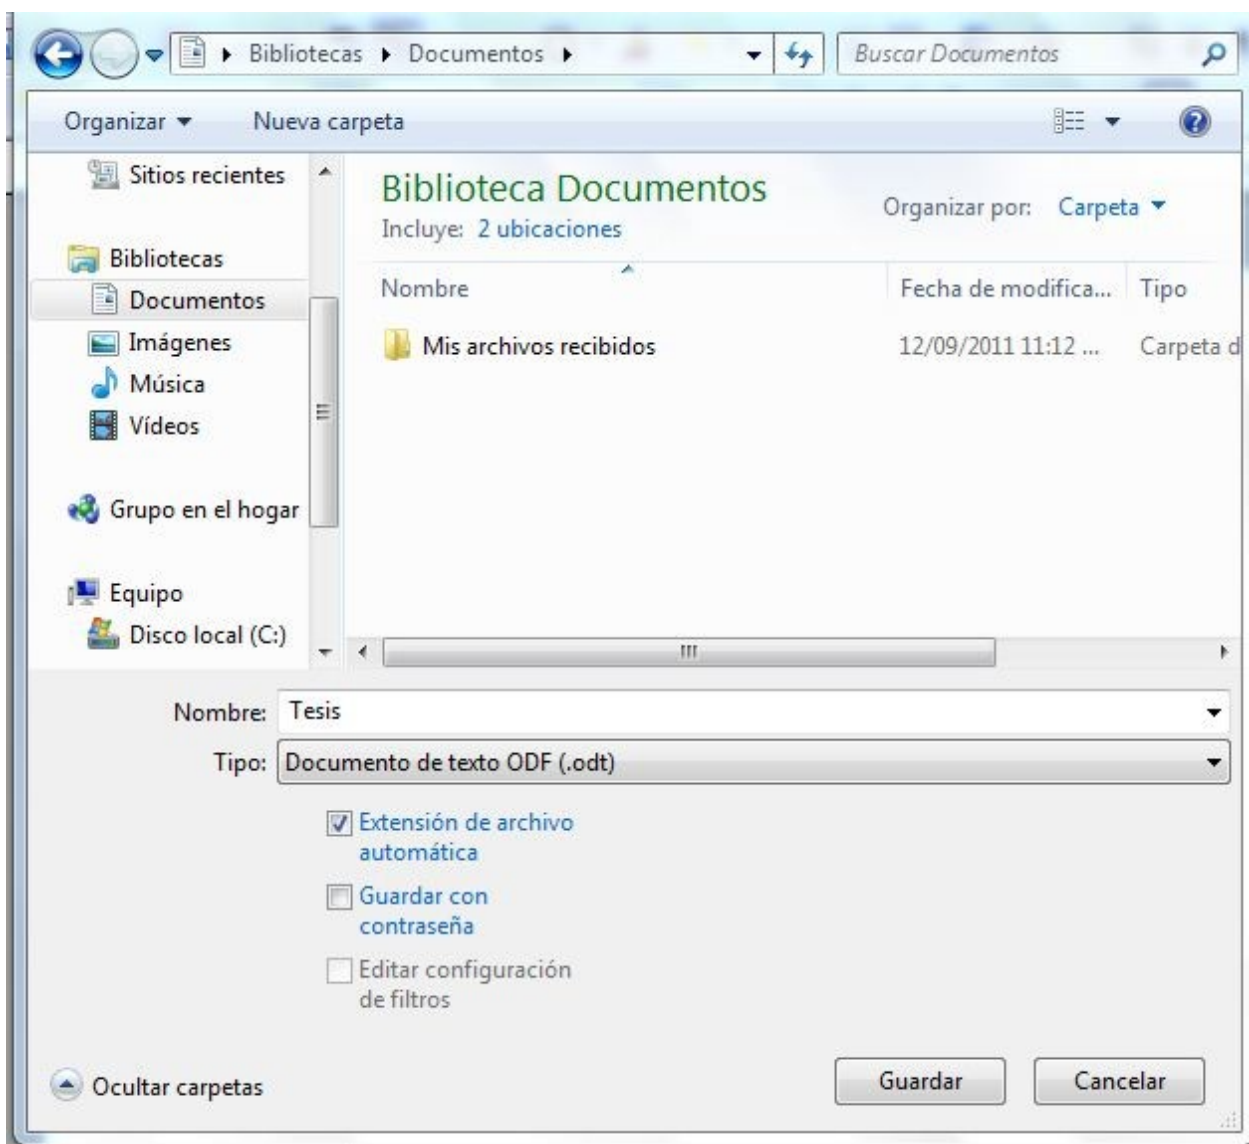 Bibliotecas Documentos
Buscar Documentos
Organizar Nueva carpeta
Sitios recientes
Bibliotecas
Documentos
Imágenes
Música
Vídeos
Grupo en el hogar
Equipo
Disco local (C:)
Biblioteca Documentos
Incluye: 2 ubicaciones
Organizar por: Carpeta
Nombre Fecha de modifica... Tipo
Mis archivos recibidos 12/09/2011 11:12 ... Carpeta d
Nombre: Tesis
Tipo: Documento de texto ODF (.odt)
Extensión de archivo
automática
Guardar con
contraseña
Editar configuración
de filtros
Ocultar carpetas
Guardar Cancelar